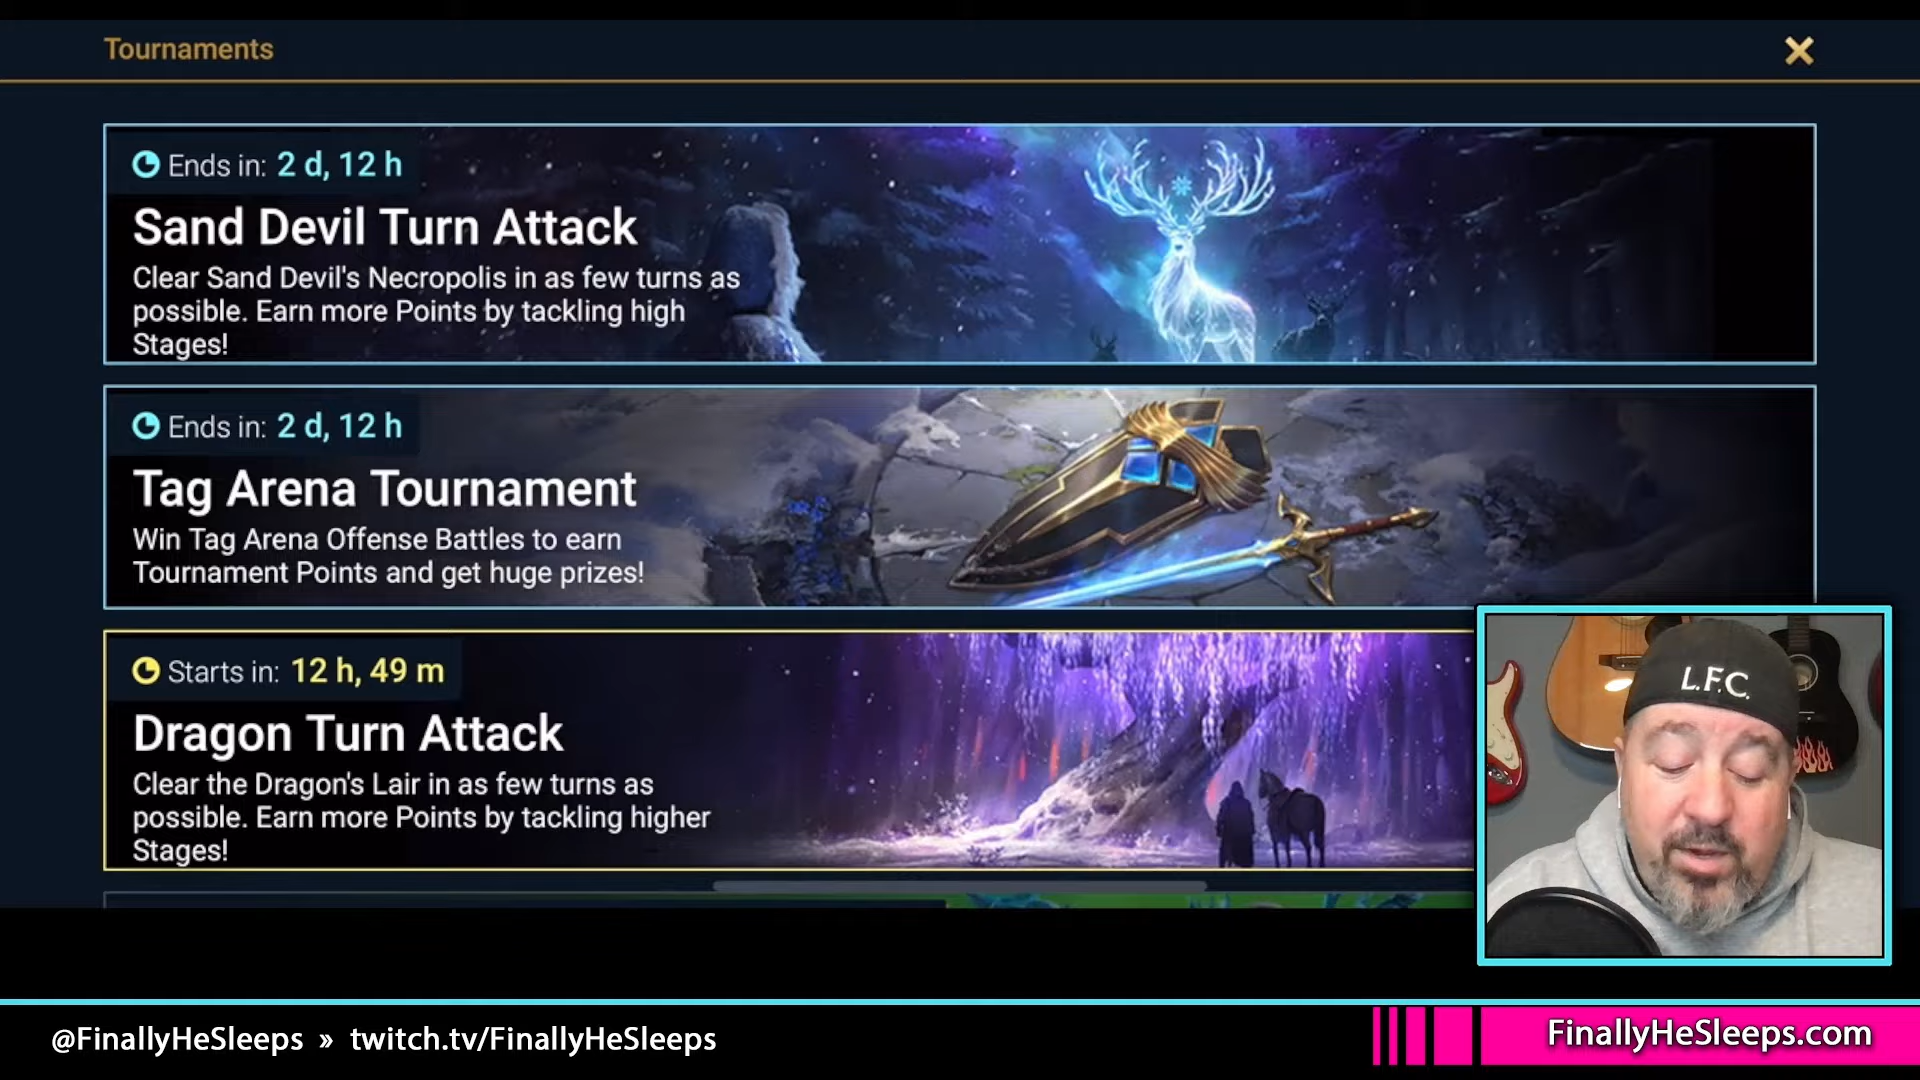 Tournaments
Ends in: 2 d, 12 h
Sand Devil Turn Attack
Clear Sand Devil's Necropolis in as few turns as
possible. Earn more Points by tackling high
Stages!
Ends in: 2 d, 12 h
Tag Arena Tournament
Win Tag Arena Offense Battles to earn
Tournament Points and get huge prizes!
Starts in: 12 h, 49 m
Dragon Turn Attack
Clear the Dragon's Lair in as few turns as
possible. Earn more Points by tackling higher
Stages!
L.F.C.
@FinallyHeSleeps » twitch.tv/FinallyHeSleeps
FinallyHeSleeps.com